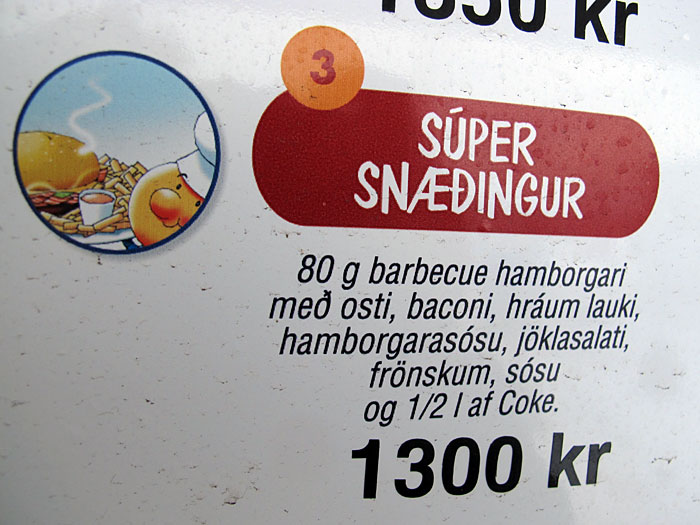 kr
3
SÚPER
SNÆÐINGUR
80 g barbecue hamborgari
með osti, baconi, hráum lauki,
hamborgarasósu, jöklasalati,
frönskum, sósu
og 1/2 l af Coke.
1300 kr